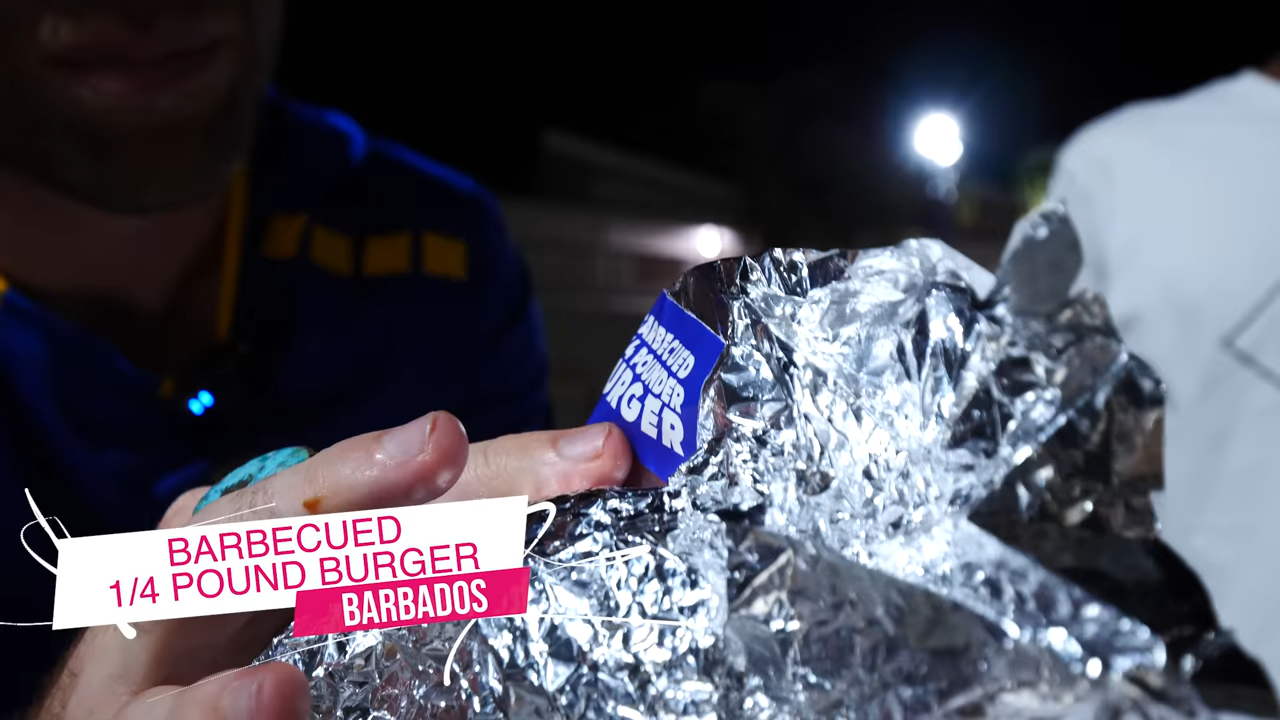 BARBECUED
POUNDER
BURGER
BARBECUED
1/4 POUND BURGER
BARBADOS